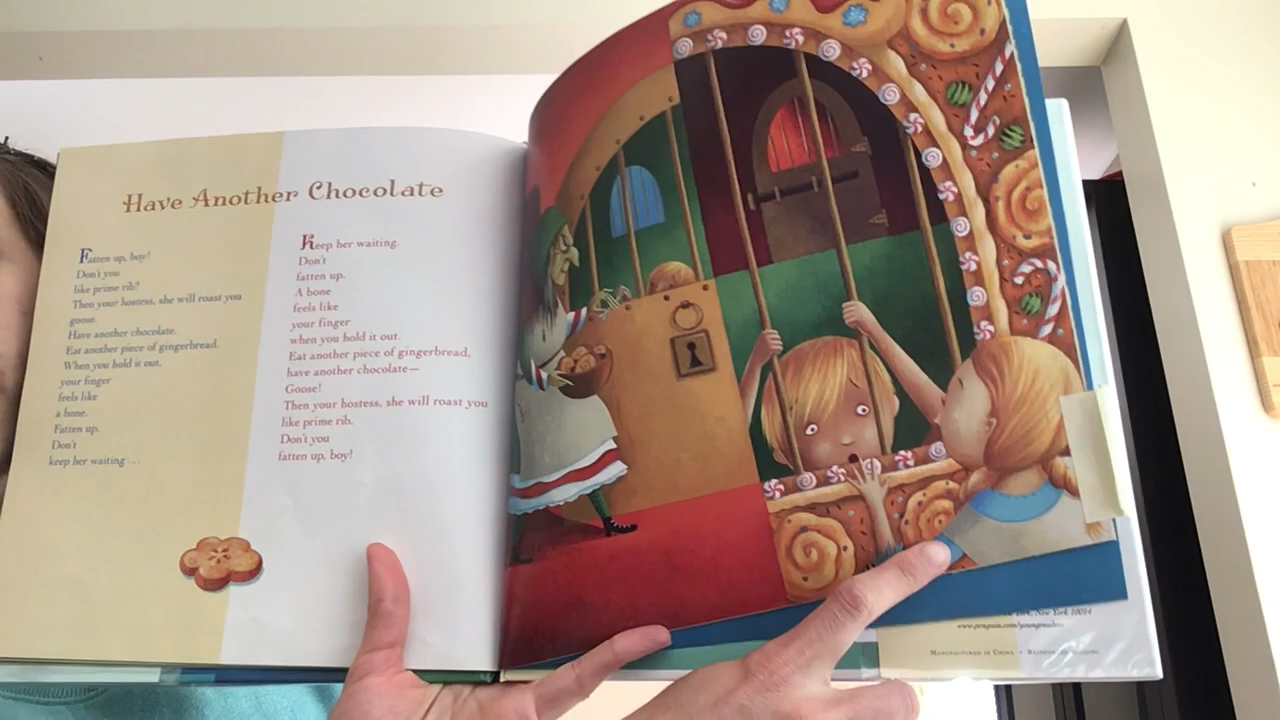 Have Another Chocolate
Fatten up, boy!
Don't you
like prime rib?
Then your hostess, she will roast you
goose.
Have another chocolate.
Eat another piece of gingerbread.
When you hold it out,
your finger
feels like
a bone.
Fatten up.
Don't
keep her waiting...
Keep her waiting.
Don't
fatten up.
A bone
feels like
your finger
when you hold it out.
Eat another piece of gingerbread,
have another chocolate—
Goose!
Then your hostess, she will roast you
like prime rib.
Don't you
fatten up, boy!
New York 10014
Manufactured in China